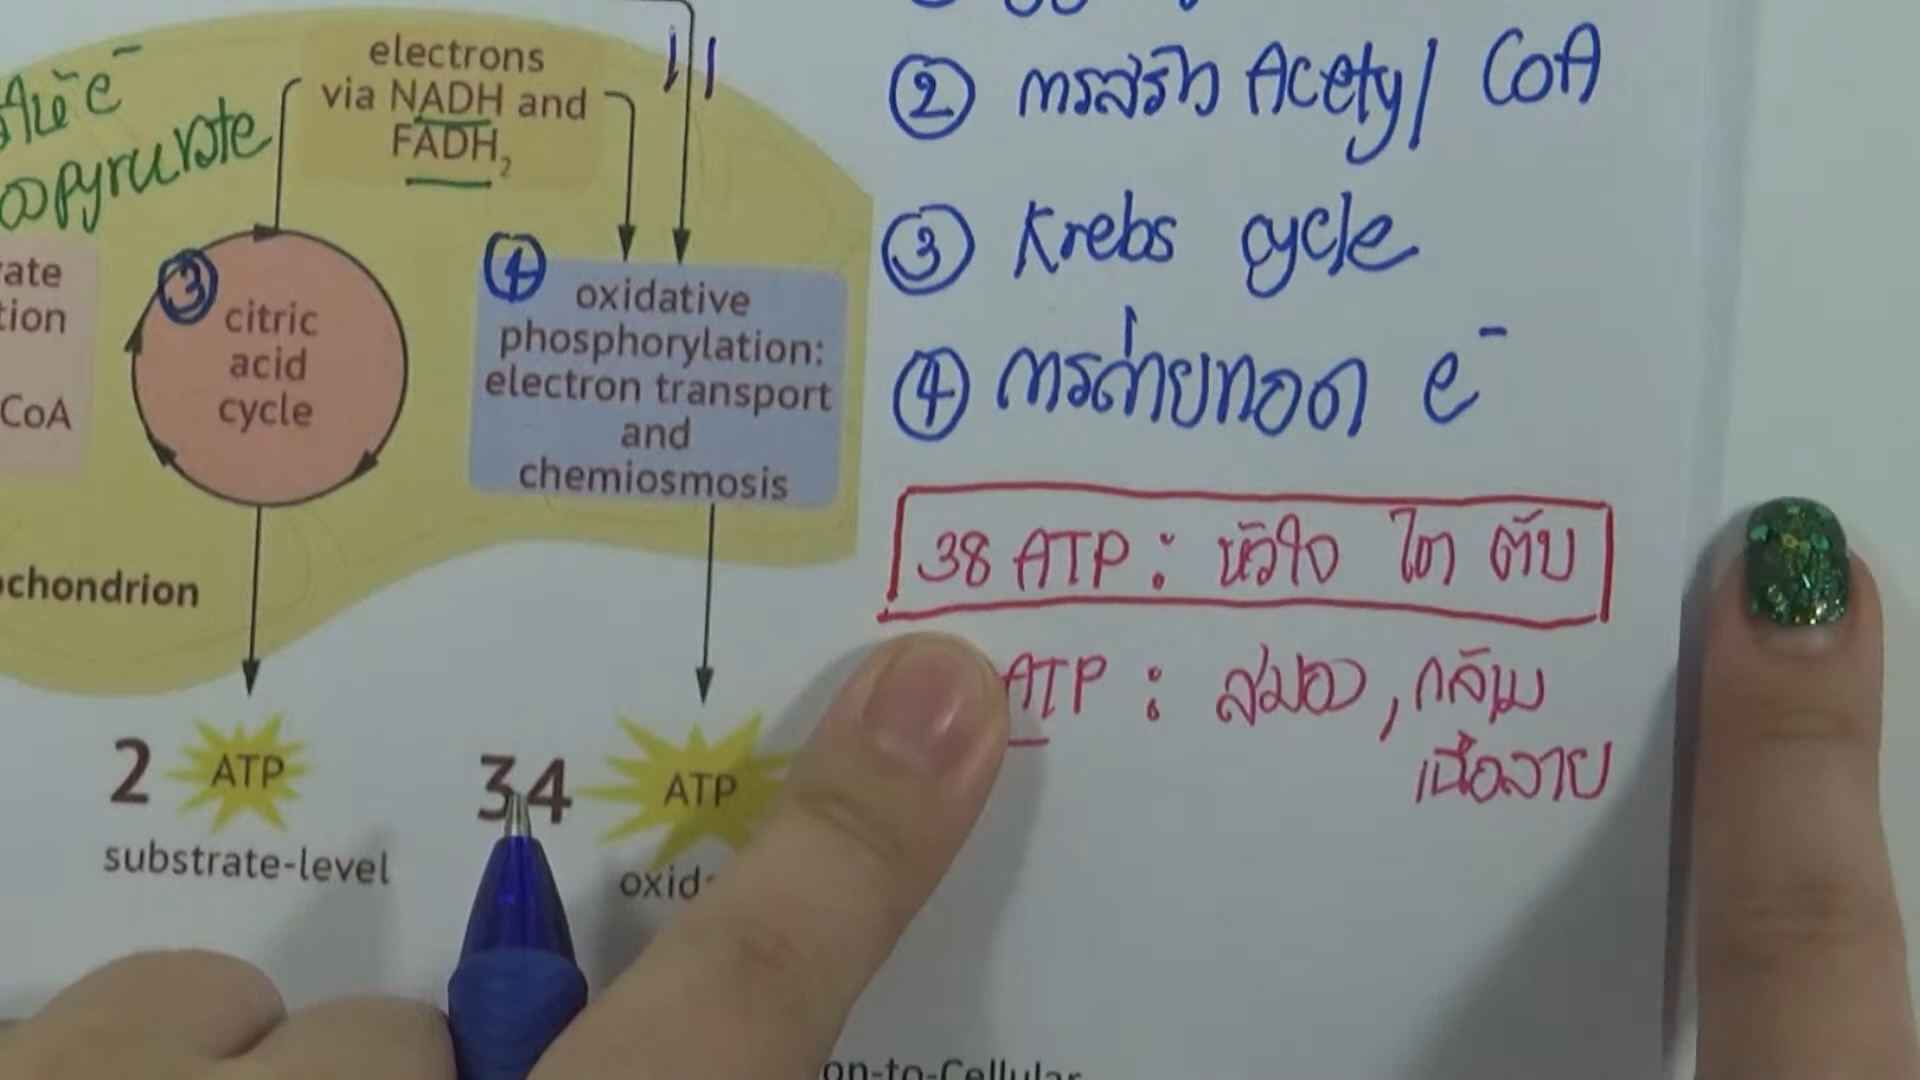 electrons
via NADH and
FADH₂
e⁻
pyruvate
③
citric
acid
cycle
CoA
④
oxidative
phosphorylation:
electron transport
and
chemiosmosis
2 ATP
substrate-level
34 ATP
② การสร้าง Acetyl CoA
③ Krebs cycle
④ การถ่ายทอด e⁻
38 ATP : หัวใจ ไต ตับ
ATP : สมอง , กล้าม
เนื้อลาย